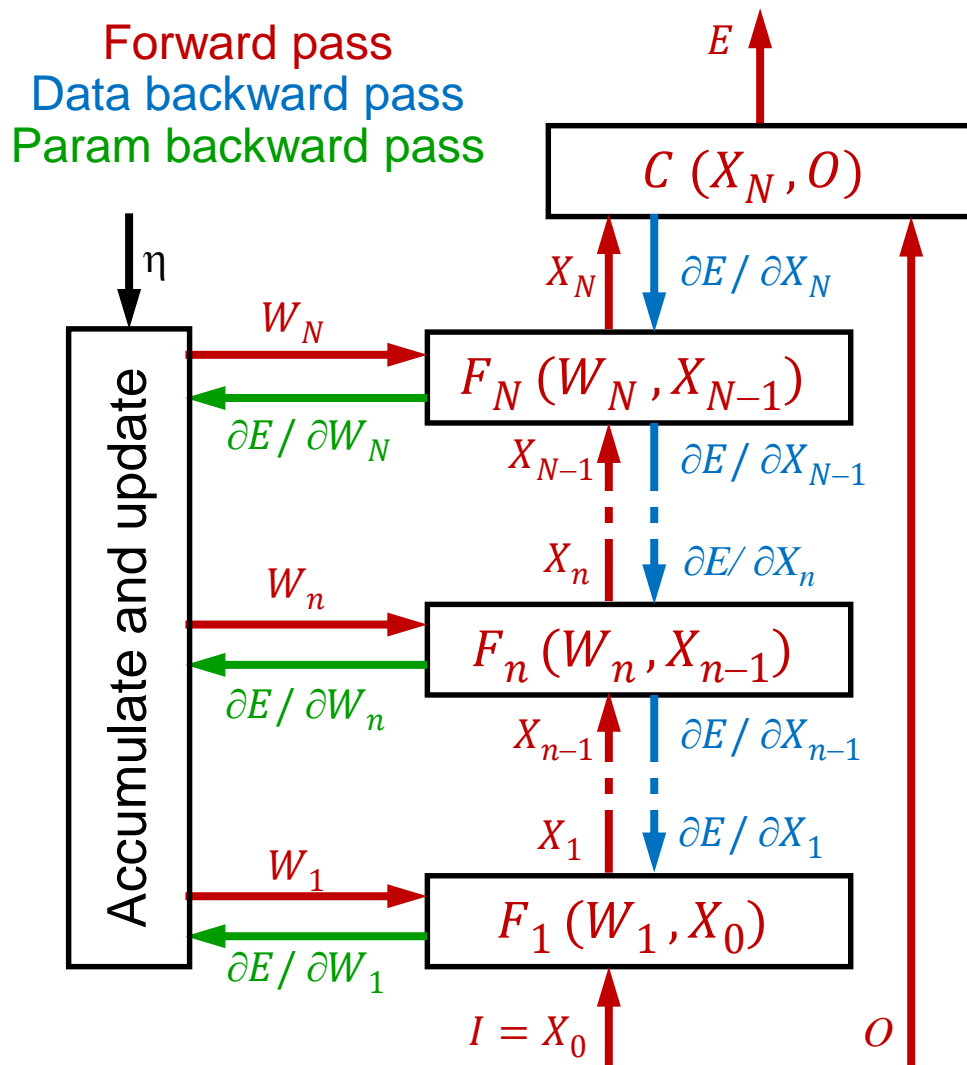 Forward pass
Data backward pass
Param backward pass
E
C (X_N , O)
η
X_N
∂E / ∂X_N
W_N
F_N (W_N , X_{N−1})
∂E / ∂W_N
X_{N−1}
∂E / ∂X_{N−1}
Accumulate and update
X_n
∂E / ∂X_n
W_n
F_n (W_n , X_{n−1})
∂E / ∂W_n
X_{n−1}
∂E / ∂X_{n−1}
X_1
∂E / ∂X_1
W_1
F_1 (W_1 , X_0)
∂E / ∂W_1
I = X_0
O